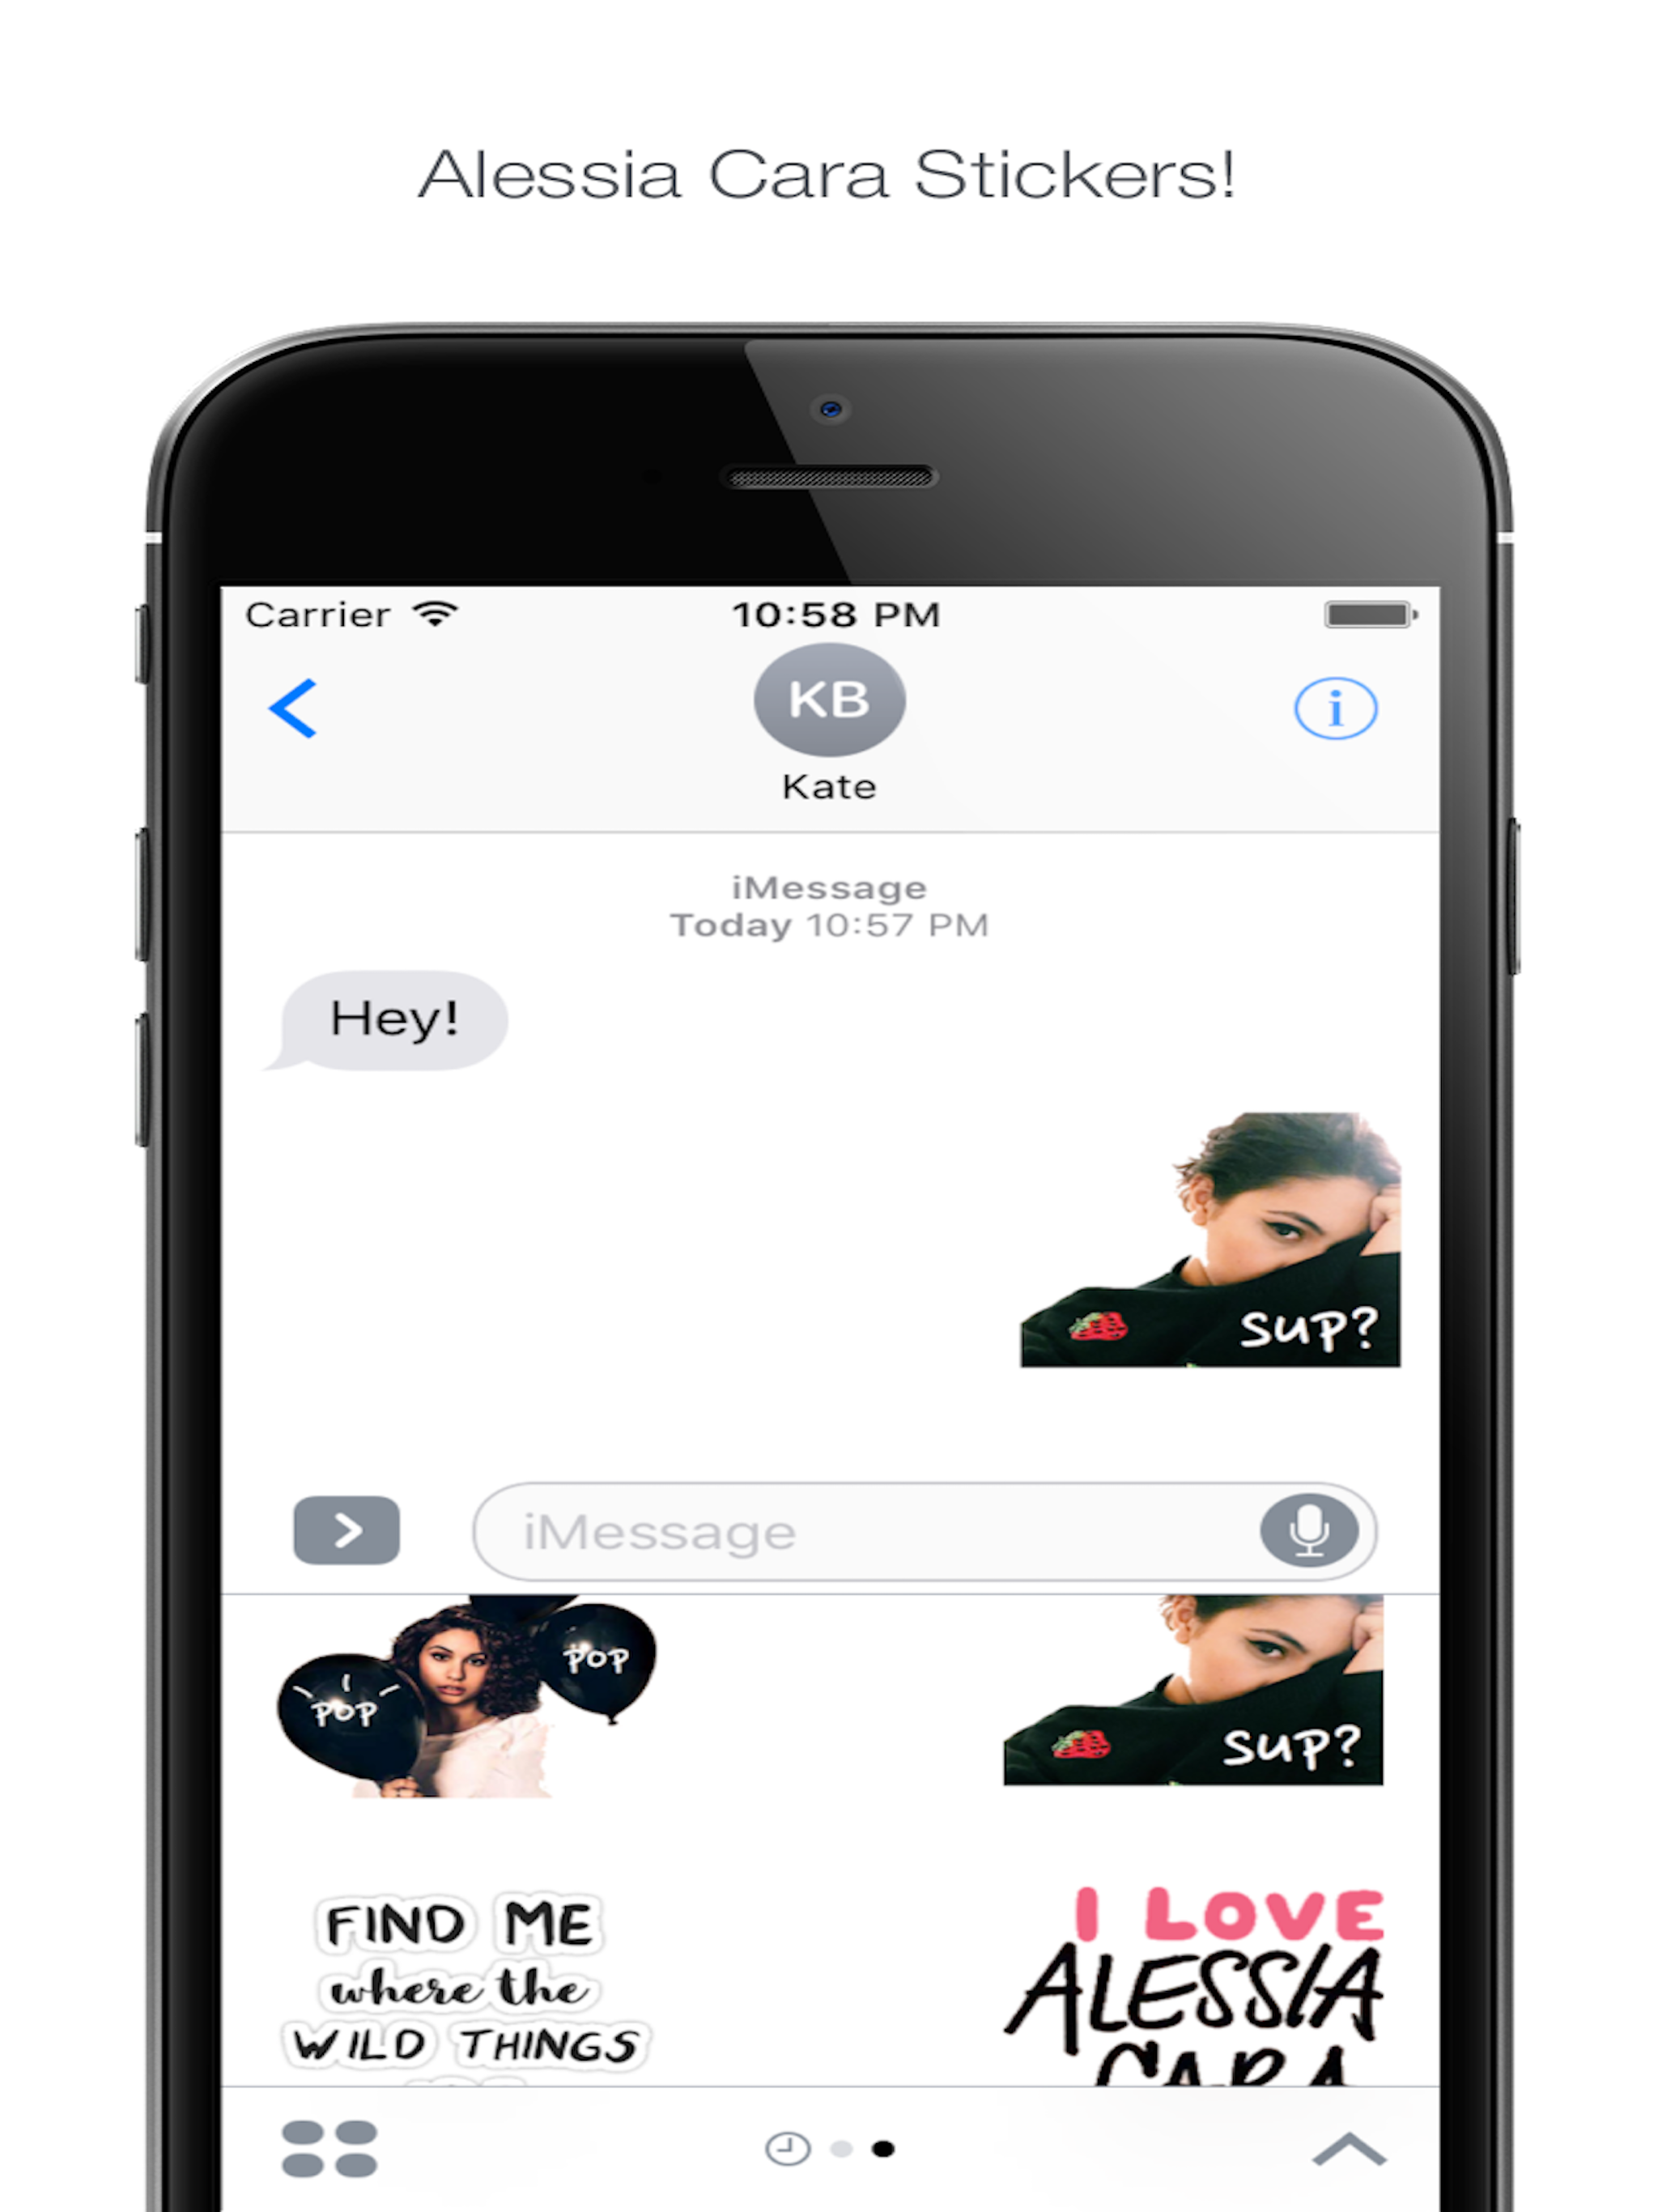 Alessia Cara Stickers!
Carrier 10:58 PM
KB
Kate
iMessage
Today 10:57 PM
Hey!
SUP?
iMessage
POP
POP
SUP?
FIND ME
where the
WILD THINGS
I LOVE
ALESSIA
CARA